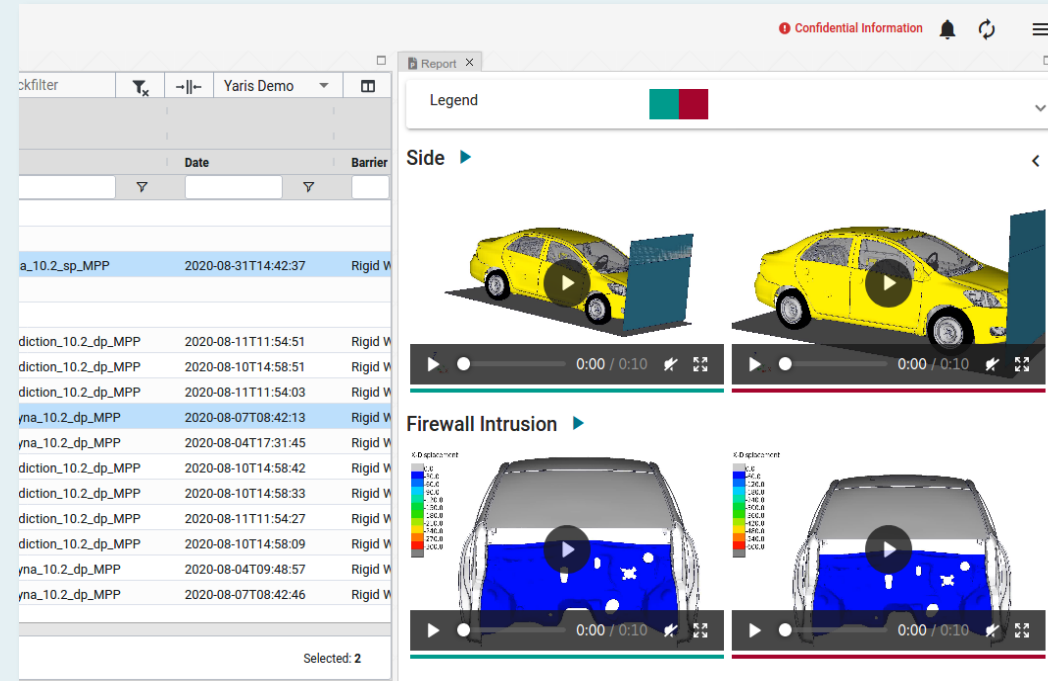 Confidential Information
ckfilter
Yaris Demo
Date
Barrier
a_10.2_sp_MPP 2020-08-31T14:42:37 Rigid W
diction_10.2_dp_MPP 2020-08-11T11:54:51 Rigid W
diction_10.2_dp_MPP 2020-08-10T14:58:51 Rigid W
diction_10.2_dp_MPP 2020-08-11T11:54:03 Rigid W
yna_10.2_dp_MPP 2020-08-07T08:42:13 Rigid W
yna_10.2_dp_MPP 2020-08-04T17:31:45 Rigid W
diction_10.2_dp_MPP 2020-08-10T14:58:42 Rigid W
diction_10.2_dp_MPP 2020-08-10T14:58:33 Rigid W
diction_10.2_dp_MPP 2020-08-11T11:54:27 Rigid W
diction_10.2_dp_MPP 2020-08-10T14:58:09 Rigid W
yna_10.2_dp_MPP 2020-08-04T09:48:57 Rigid W
yna_10.2_dp_MPP 2020-08-07T08:42:46 Rigid W
Selected: 2
Report
Legend
Side
0:00 / 0:10
0:00 / 0:10
Firewall Intrusion
X-Displacement
X-Displacement
0:00 / 0:10
0:00 / 0:10